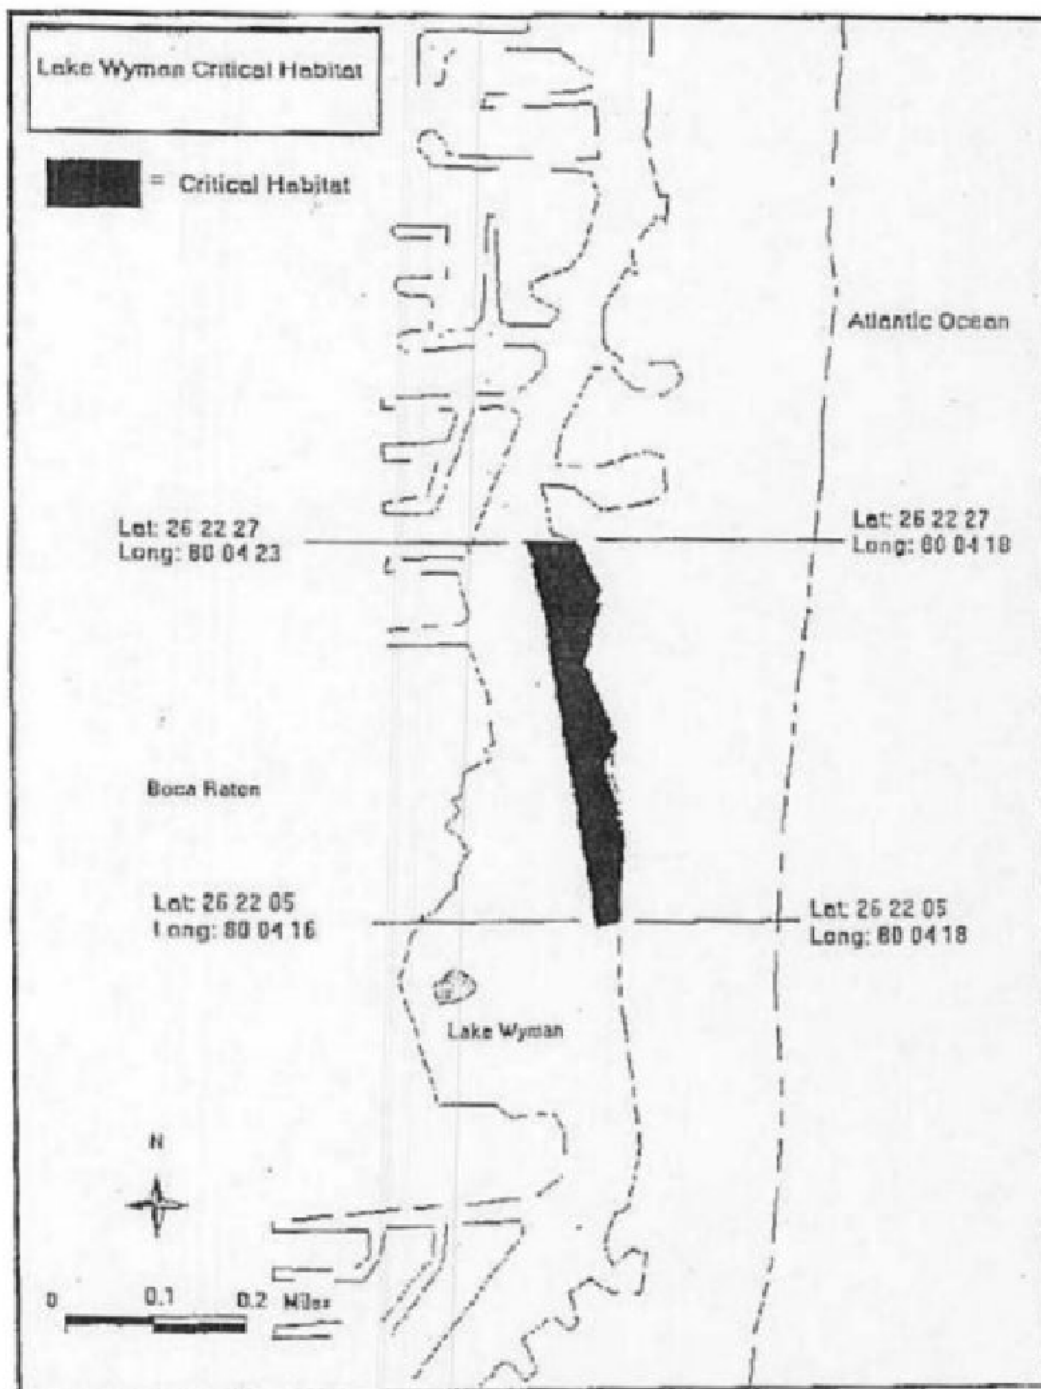 Lake Wyman Critical Habitat
= Critical Habitat
Atlantic Ocean
Lat: 26 22 27
Long: 80 04 23
Lat: 26 22 27
Long: 80 04 18
Boca Raton
Lat: 26 22 05
Long: 80 04 16
Lat: 26 22 05
Long: 80 04 18
Lake Wyman
N
0 0.1 0.2 Miles